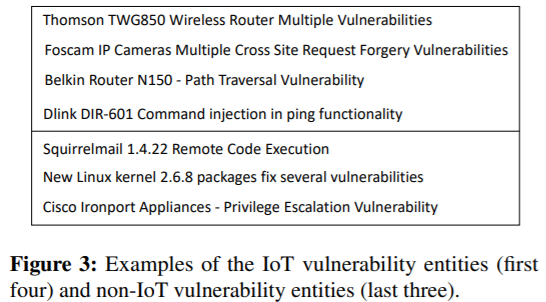 Thomson TWG850 Wireless Router Multiple Vulnerabilities
Foscam IP Cameras Multiple Cross Site Request Forgery Vulnerabilities
Belkin Router N150 - Path Traversal Vulnerability
Dlink DIR-601 Command injection in ping functionality
Squirrelmail 1.4.22 Remote Code Execution
New Linux kernel 2.6.8 packages fix several vulnerabilities
Cisco Ironport Appliances - Privilege Escalation Vulnerability
Figure 3: Examples of the IoT vulnerability entities (first
four) and non-IoT vulnerability entities (last three).